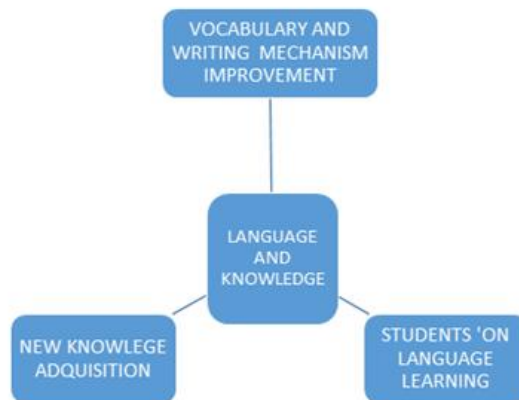 VOCABULARY AND
WRITING MECHANISM
IMPROVEMENT
LANGUAGE
AND
KNOWLEDGE
NEW KNOWLEGE
ADQUISITION
STUDENTS 'ON
LANGUAGE
LEARNING